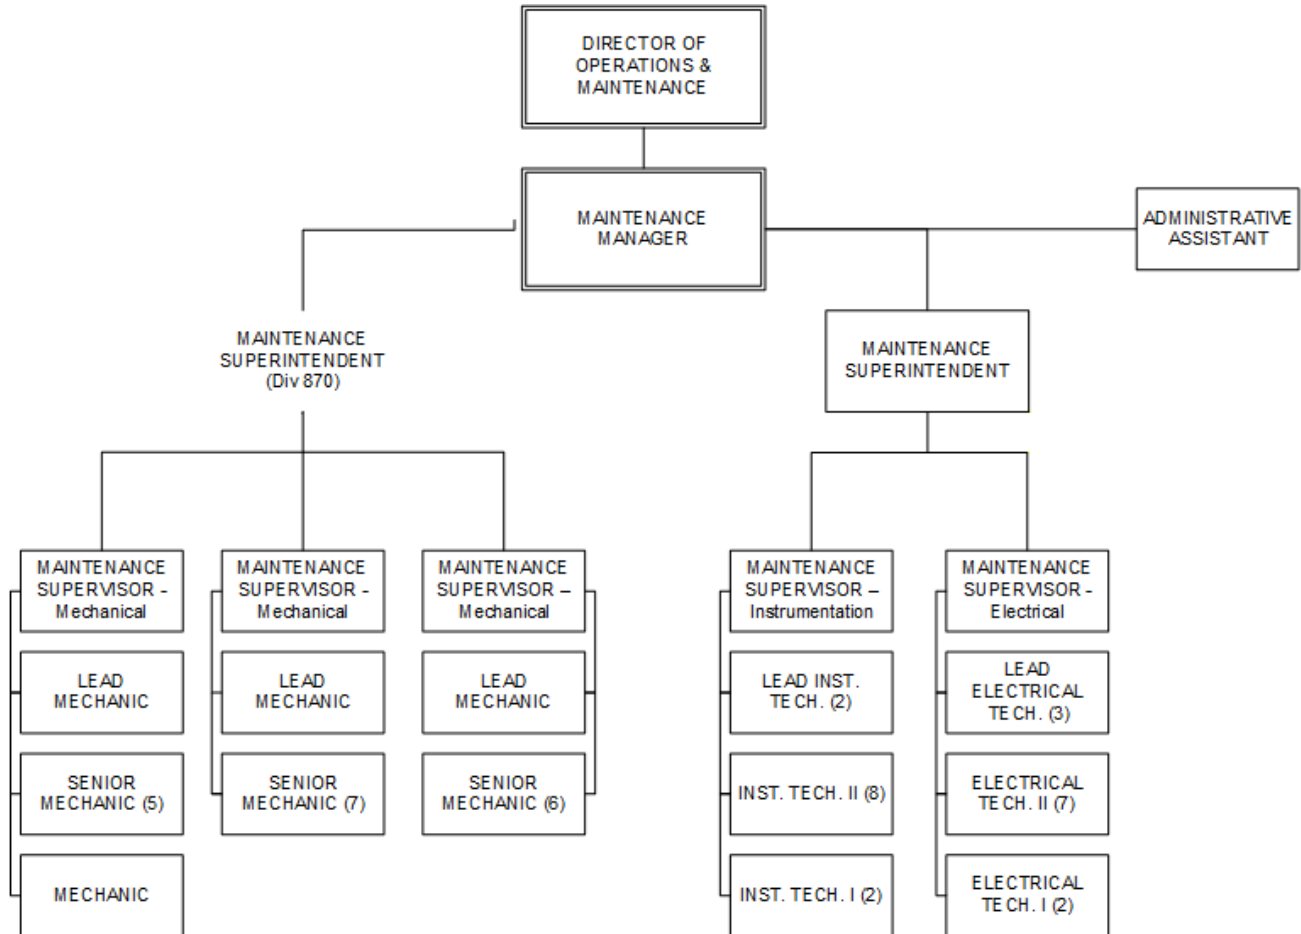 DIRECTOR OF
OPERATIONS &
MAINTENANCE
MAINTENANCE
MANAGER
ADMINISTRATIVE
ASSISTANT
MAINTENANCE
SUPERINTENDENT
(Div 870)
MAINTENANCE
SUPERINTENDENT
MAINTENANCE
SUPERVISOR -
Mechanical
MAINTENANCE
SUPERVISOR -
Mechanical
MAINTENANCE
SUPERVISOR –
Mechanical
MAINTENANCE
SUPERVISOR –
Instrumentation
MAINTENANCE
SUPERVISOR -
Electrical
LEAD
MECHANIC
LEAD
MECHANIC
LEAD
MECHANIC
LEAD INST.
TECH. (2)
LEAD
ELECTRICAL
TECH. (3)
SENIOR
MECHANIC (5)
SENIOR
MECHANIC (7)
SENIOR
MECHANIC (6)
INST. TECH. II (8)
ELECTRICAL
TECH. II (7)
MECHANIC
INST. TECH. I (2)
ELECTRICAL
TECH. I (2)